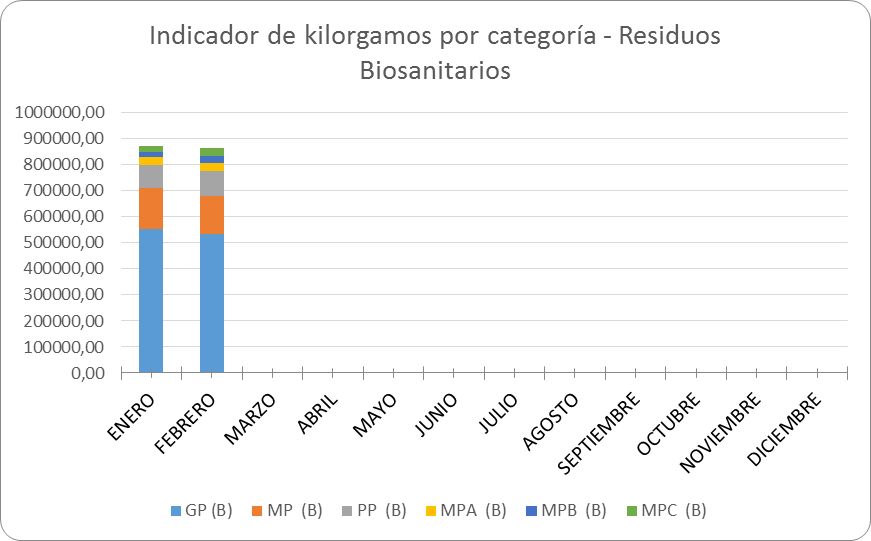 Indicador de kilorgamos por categoría - Residuos
Biosanitarios
1000000,00
900000,00
800000,00
700000,00
600000,00
500000,00
400000,00
300000,00
200000,00
100000,00
0,00
ENERO
FEBRERO
MARZO
ABRIL
MAYO
JUNIO
JULIO
AGOSTO
SEPTIEMBRE
OCTUBRE
NOVIEMBRE
DICIEMBRE
GP (B) MP (B) PP (B) MPA (B) MPB (B) MPC (B)